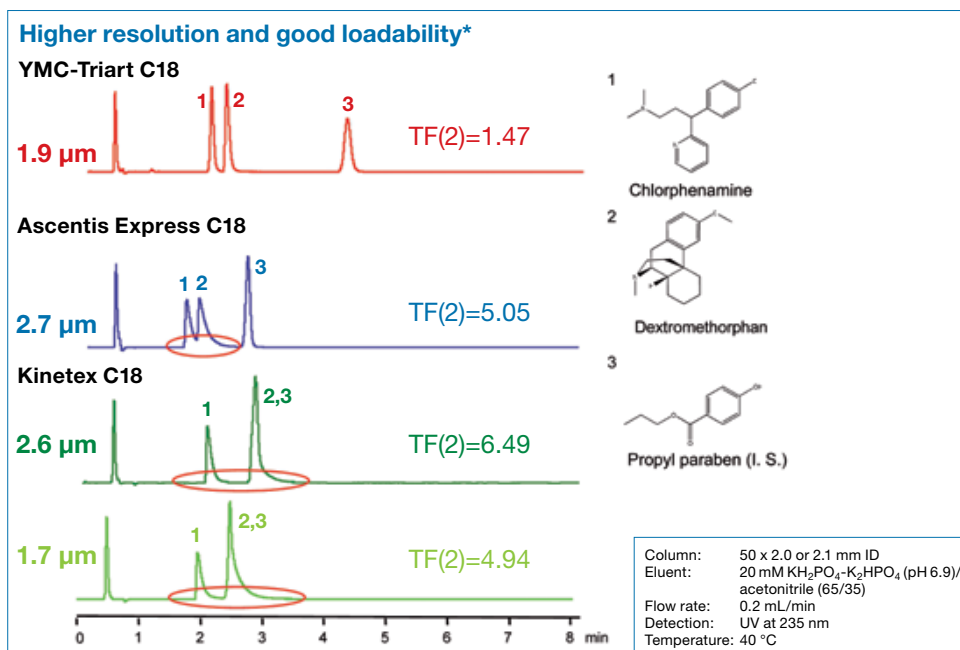 Higher resolution and good loadability*
YMC-Triart C18
1.9 µm
1
2
3
TF(2)=1.47
Ascentis Express C18
2.7 µm
1
2
3
TF(2)=5.05
Kinetex C18
2.6 µm
1
2,3
TF(2)=6.49
1.7 µm
1
2,3
TF(2)=4.94
0 1 2 3 4 5 6 7 8 min
1
Chlorphenamine
2
Dextromethorphan
3
Propyl paraben (I. S.)
Column: 50 x 2.0 or 2.1 mm ID
Eluent: 20 mM KH₂PO₄-K₂HPO₄ (pH 6.9)/
acetonitrile (65/35)
Flow rate: 0.2 mL/min
Detection: UV at 235 nm
Temperature: 40 °C